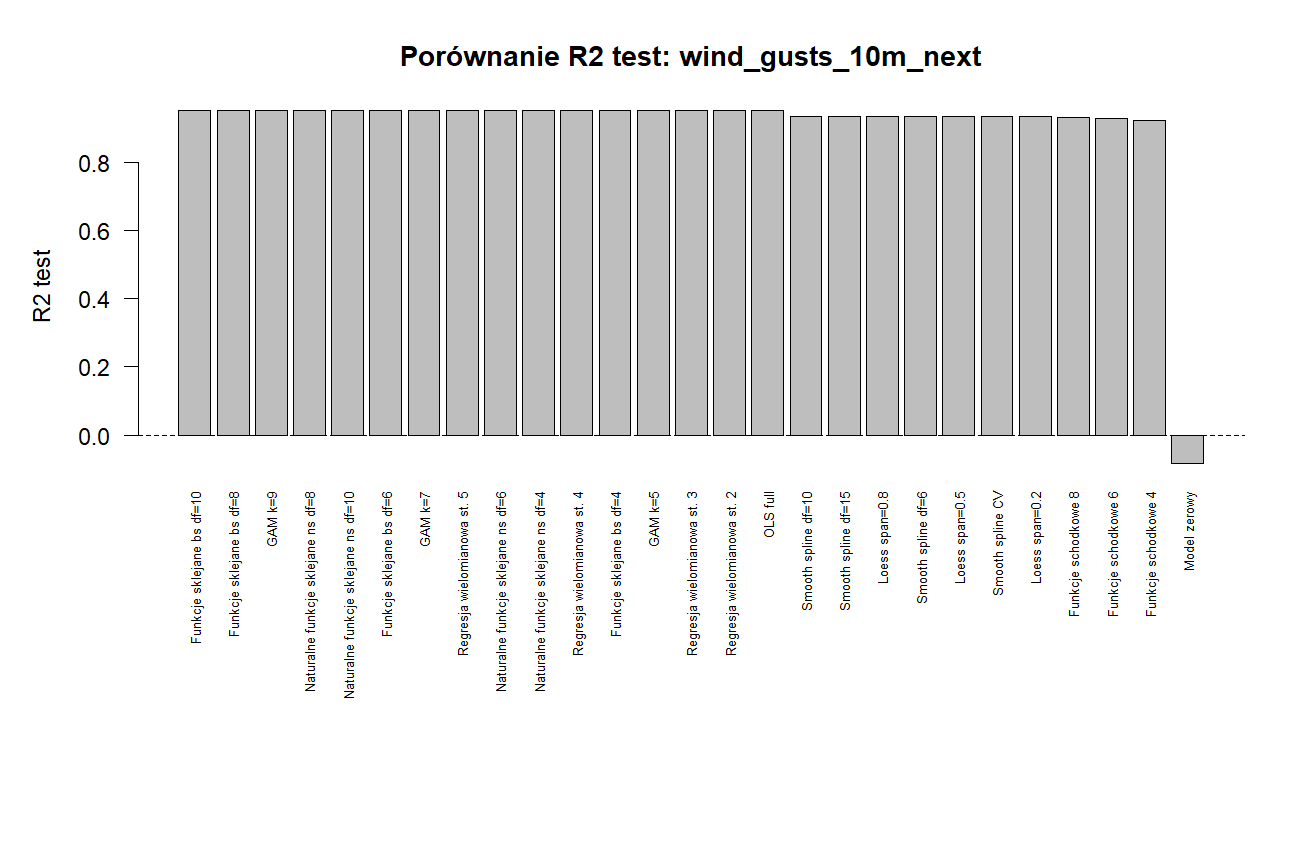 Porównanie R2 test: wind_gusts_10m_next
R2 test
0.8
0.6
0.4
0.2
0.0
Funkcje sklejane bs df=10
Funkcje sklejane bs df=8
GAM k=9
Naturalne funkcje sklejane ns df=8
Naturalne funkcje sklejane ns df=10
Funkcje sklejane bs df=6
GAM k=7
Regresja wielomianowa st. 5
Naturalne funkcje sklejane ns df=6
Naturalne funkcje sklejane ns df=4
Regresja wielomianowa st. 4
Funkcje sklejane bs df=4
GAM k=5
Regresja wielomianowa st. 3
Regresja wielomianowa st. 2
OLS full
Smooth spline df=10
Smooth spline df=15
Loess span=0.8
Smooth spline df=6
Loess span=0.5
Smooth spline CV
Loess span=0.2
Funkcje schodkowe 8
Funkcje schodkowe 6
Funkcje schodkowe 4
Model zerowy